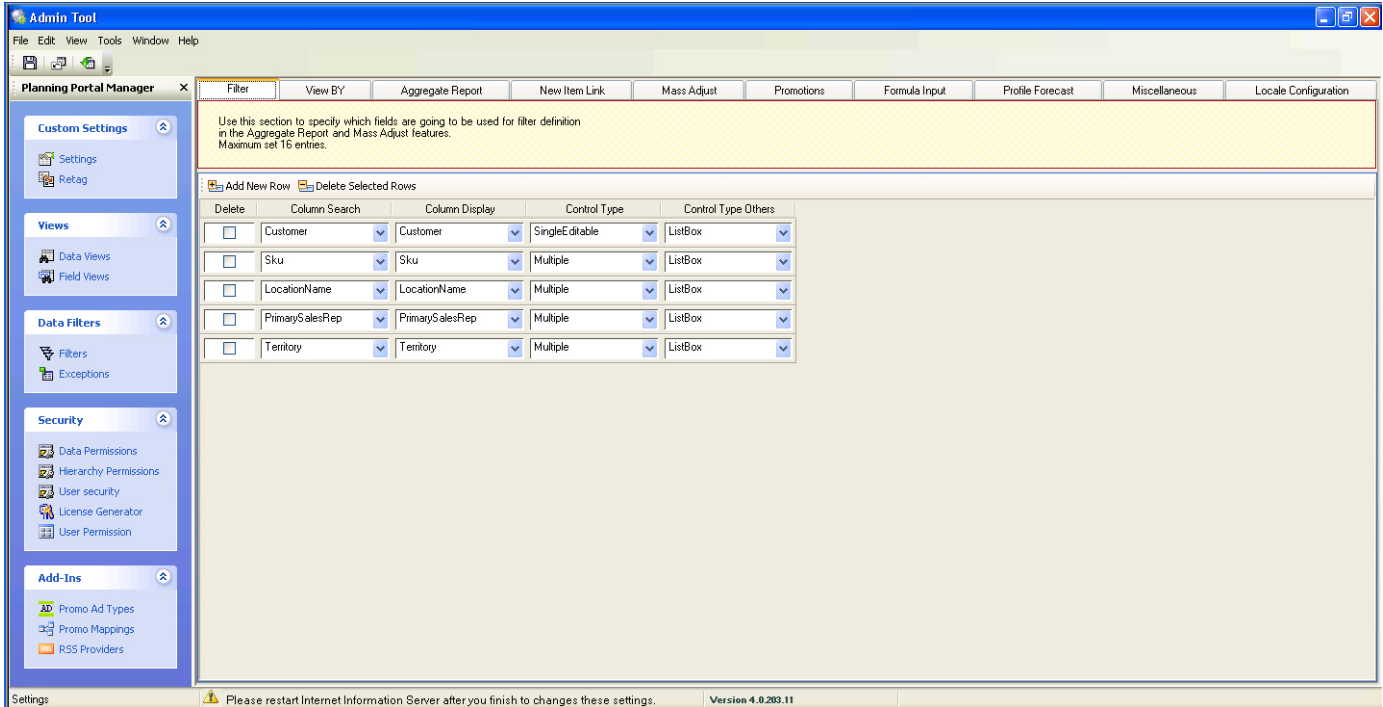 Admin Tool
File Edit View Tools Window Help
Planning Portal Manager
Filter View BY Aggregate Report New Item Link Mass Adjust Promotions Formula Input Profile Forecast Miscellaneous Locale Configuration
Use this section to specify which fields are going to be used for filter definition
in the Aggregate Report and Mass Adjust features.
Maximum set 16 entries.
Custom Settings
Settings
Retag
Views
Data Views
Field Views
Data Filters
Filters
Exceptions
Security
Data Permissions
Hierarchy Permissions
User security
License Generator
User Permission
Add-Ins
AD Promo Ad Types
Promo Mappings
RSS RSS Providers
Add New Row Delete Selected Rows
Delete Column Search Column Display Control Type Control Type Others
Customer Customer SingleEditable ListBox
Sku Sku Multiple ListBox
LocationName LocationName Multiple ListBox
PrimarySalesRep PrimarySalesRep Multiple ListBox
Territory Territory Multiple ListBox
Settings Please restart Internet Information Server after you finish to changes these settings. Version 4.0.203.11